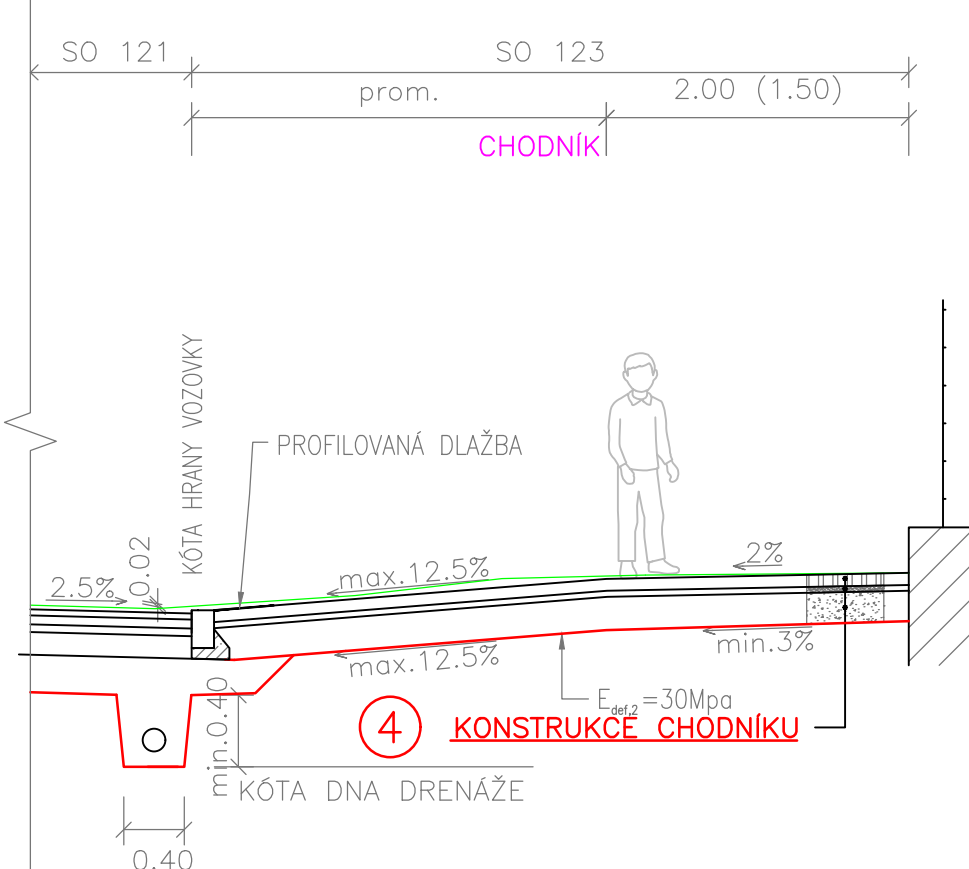 SO 121
SO 123
prom.
2.00 (1.50)
CHODNÍK
KÓTA HRANY VOZOVKY
PROFILOVANÁ DLAŽBA
0.02
2.5%
max.12.5%
2%
max.12.5%
min.3%
Edef,2=30Mpa
4
KONSTRUKCE CHODNÍKU
min.0.40
KÓTA DNA DRENÁŽE
0.40